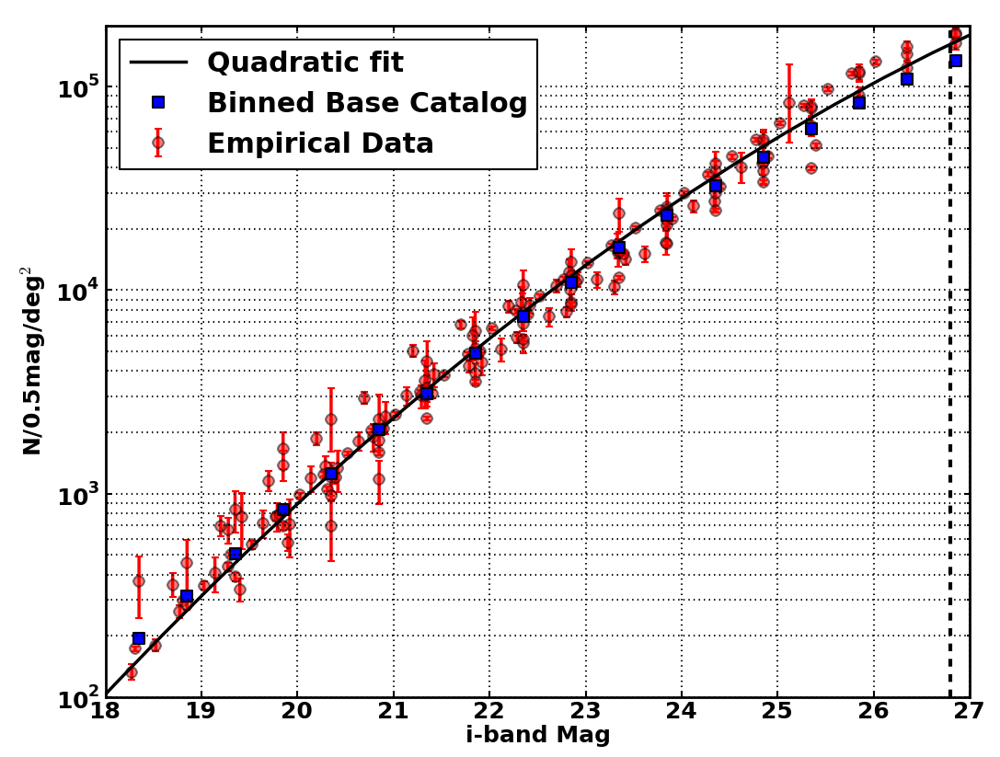 Quadratic fit
Binned Base Catalog
Empirical Data
10^5
10^4
10^3
10^2
N/0.5mag/deg^2
18 19 20 21 22 23 24 25 26 27
i-band Mag